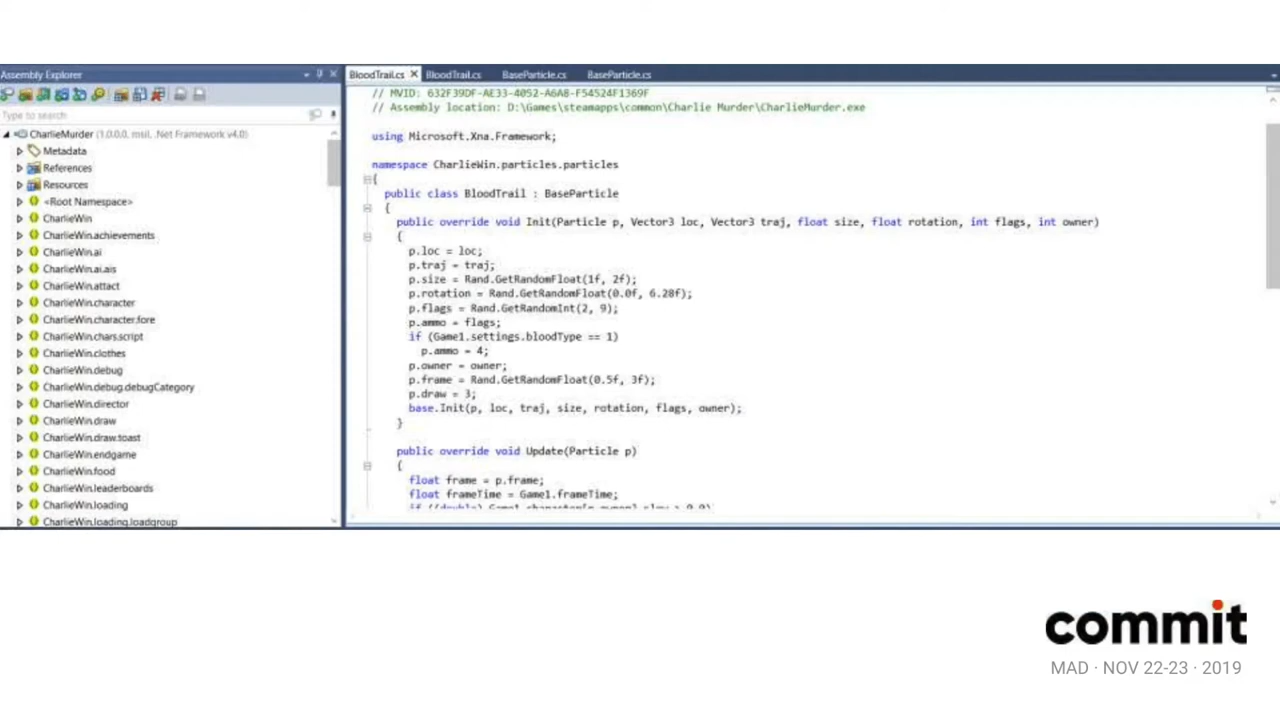 Assembly Explorer
Type to search
CharlieMurder (1.0.0.0, msil, .Net Framework v4.0)
Metadata
References
Resources
<Root Namespace>
CharlieWin
CharlieWin.achievements
CharlieWin.ai
CharlieWin.ai.ais
CharlieWin.attact
CharlieWin.character
CharlieWin.character.fore
CharlieWin.chars.script
CharlieWin.clothes
CharlieWin.debug
CharlieWin.debug.debugCategory
CharlieWin.director
CharlieWin.draw
CharlieWin.draw.toast
CharlieWin.endgame
CharlieWin.food
CharlieWin.leaderboards
CharlieWin.loading
CharlieWin.loading.loadgroup
BloodTrail.cs BloodTrail.cs BaseParticle.cs BaseParticle.cs
// MVID: 632F39DF-AE33-4052-A6A8-F54524F1369F
// Assembly location: D:\Games\steamapps\common\Charlie Murder\CharlieMurder.exe
using Microsoft.Xna.Framework;
namespace CharlieWin.particles.particles
{
public class BloodTrail : BaseParticle
{
public override void Init(Particle p, Vector3 loc, Vector3 traj, float size, float rotation, int flags, int owner)
{
p.loc = loc;
p.traj = traj;
p.size = Rand.GetRandomFloat(1f, 2f);
p.rotation = Rand.GetRandomFloat(0.0f, 6.28f);
p.flags = Rand.GetRandomInt(2, 9);
p.ammo = flags;
if (Game1.settings.bloodType == 1)
p.ammo = 4;
p.owner = owner;
p.frame = Rand.GetRandomFloat(0.5f, 3f);
p.draw = 3;
base.Init(p, loc, traj, size, rotation, flags, owner);
}
public override void Update(Particle p)
{
float frame = p.frame;
float frameTime = Game1.frameTime;
commit
MAD · NOV 22-23 · 2019